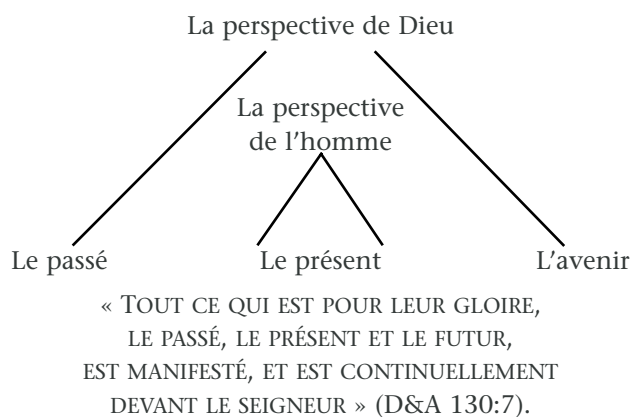 La perspective de Dieu
La perspective
de l'homme
Le passé Le présent L'avenir
« TOUT CE QUI EST POUR LEUR GLOIRE,
LE PASSÉ, LE PRÉSENT ET LE FUTUR,
EST MANIFESTÉ, ET EST CONTINUELLEMENT
DEVANT LE SEIGNEUR » (D&A 130:7).